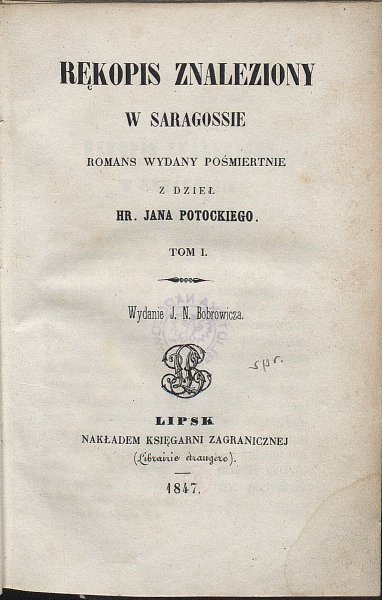 RĘKOPIS ZNALEZIONY
W SARAGOSSIE
ROMANS WYDANY POŚMIERTNIE
Z DZIEŁ
HR. JANA POTOCKIEGO.
TOM I.
Wydanie J. N. Bobrowicza.
LIPSK
NAKŁADEM KSIĘGARNI ZAGRANICZNEJ
(Librairie étrangère).
1847.